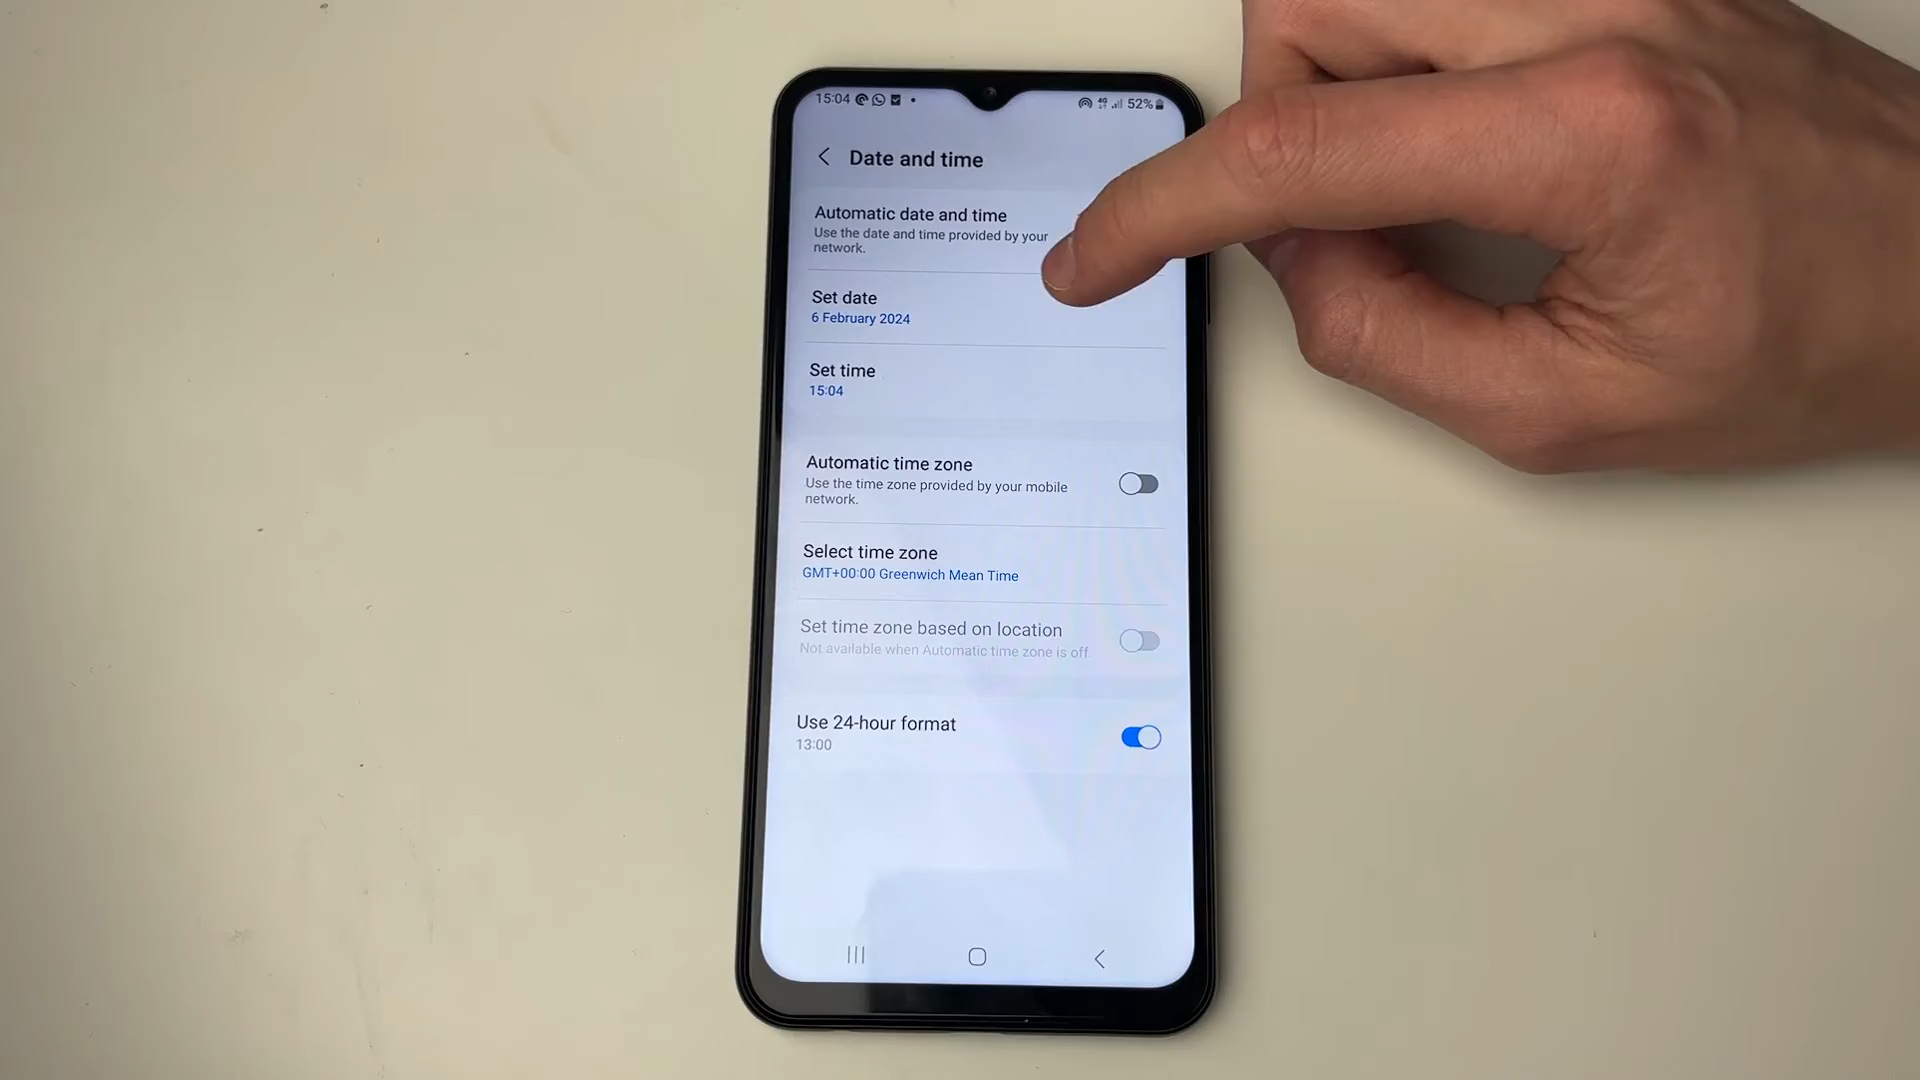 15:04 4G 52%
Date and time
Automatic date and time
Use the date and time provided by your
network.
Set date
6 February 2024
Set time
15:04
Automatic time zone
Use the time zone provided by your mobile
network.
Select time zone
GMT+00:00 Greenwich Mean Time
Set time zone based on location
Not available when Automatic time zone is off.
Use 24-hour format
13:00